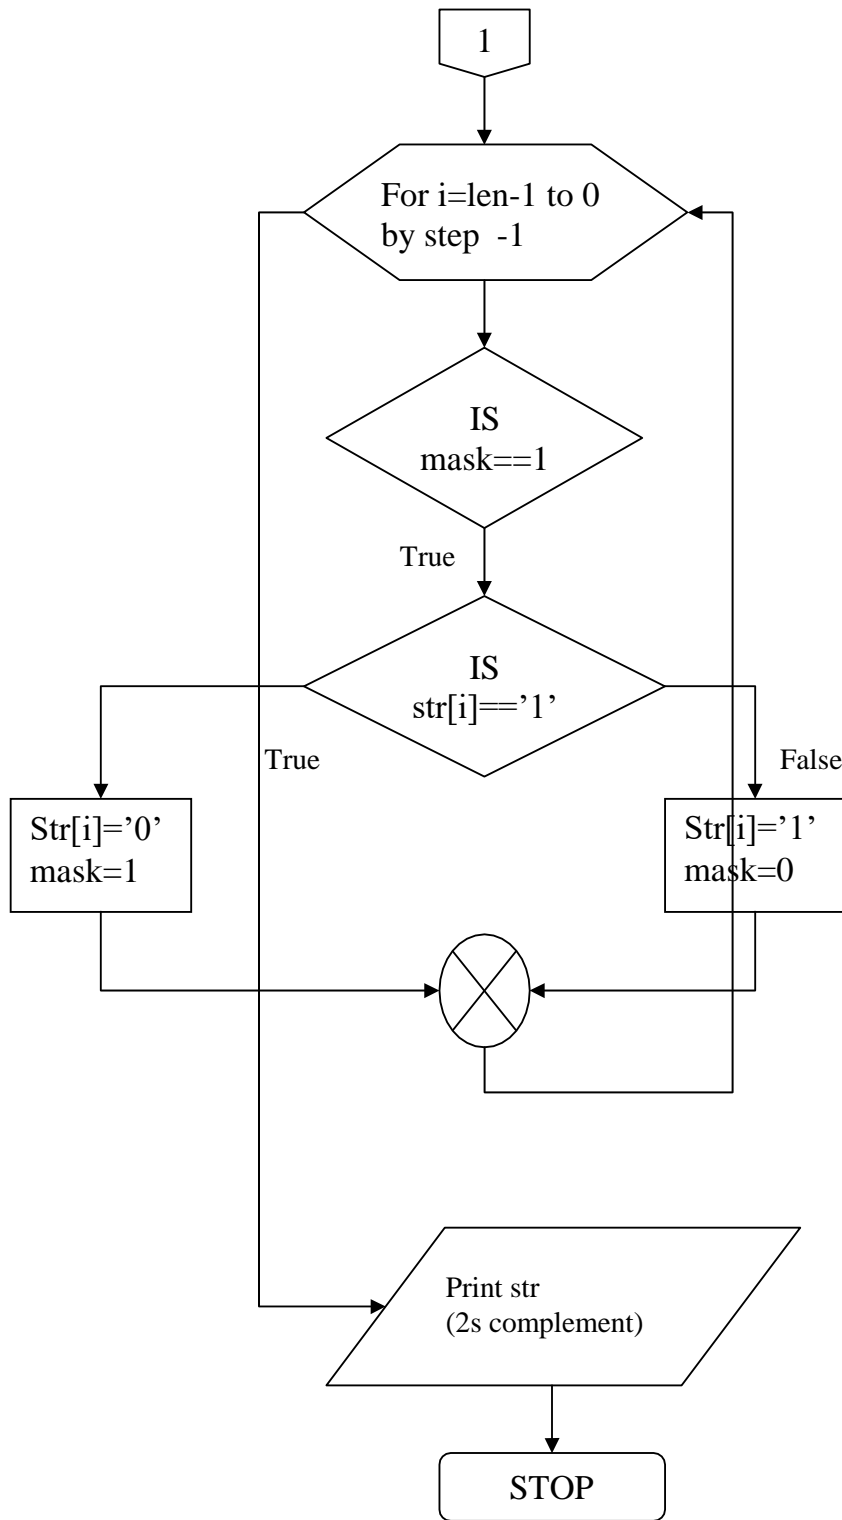 1
For i=len-1 to 0
by step  -1
IS
mask==1
True
IS
str[i]==’1’
True
False
Str[i]=’0’
mask=1
Str[i]=’1’
mask=0
Print str
(2s complement)
STOP